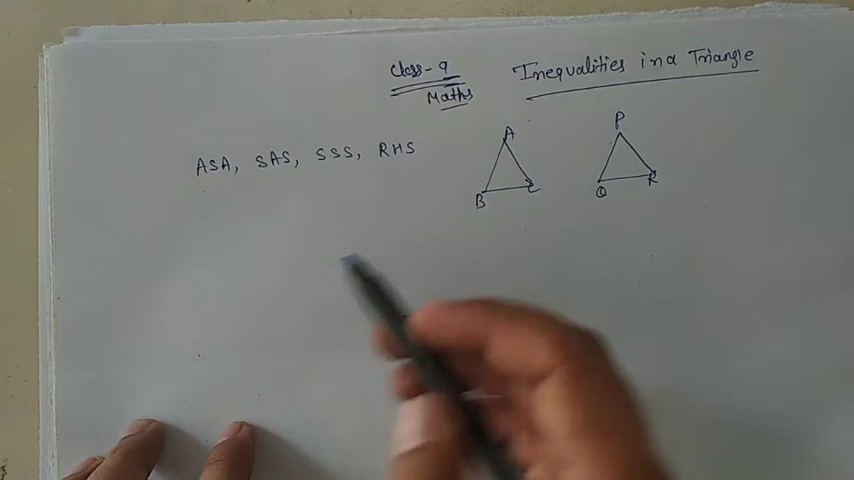 Class-9
Maths
Inequalities in a Triangle
ASA, SAS, SSS, RHS
A
B C
P
Q R